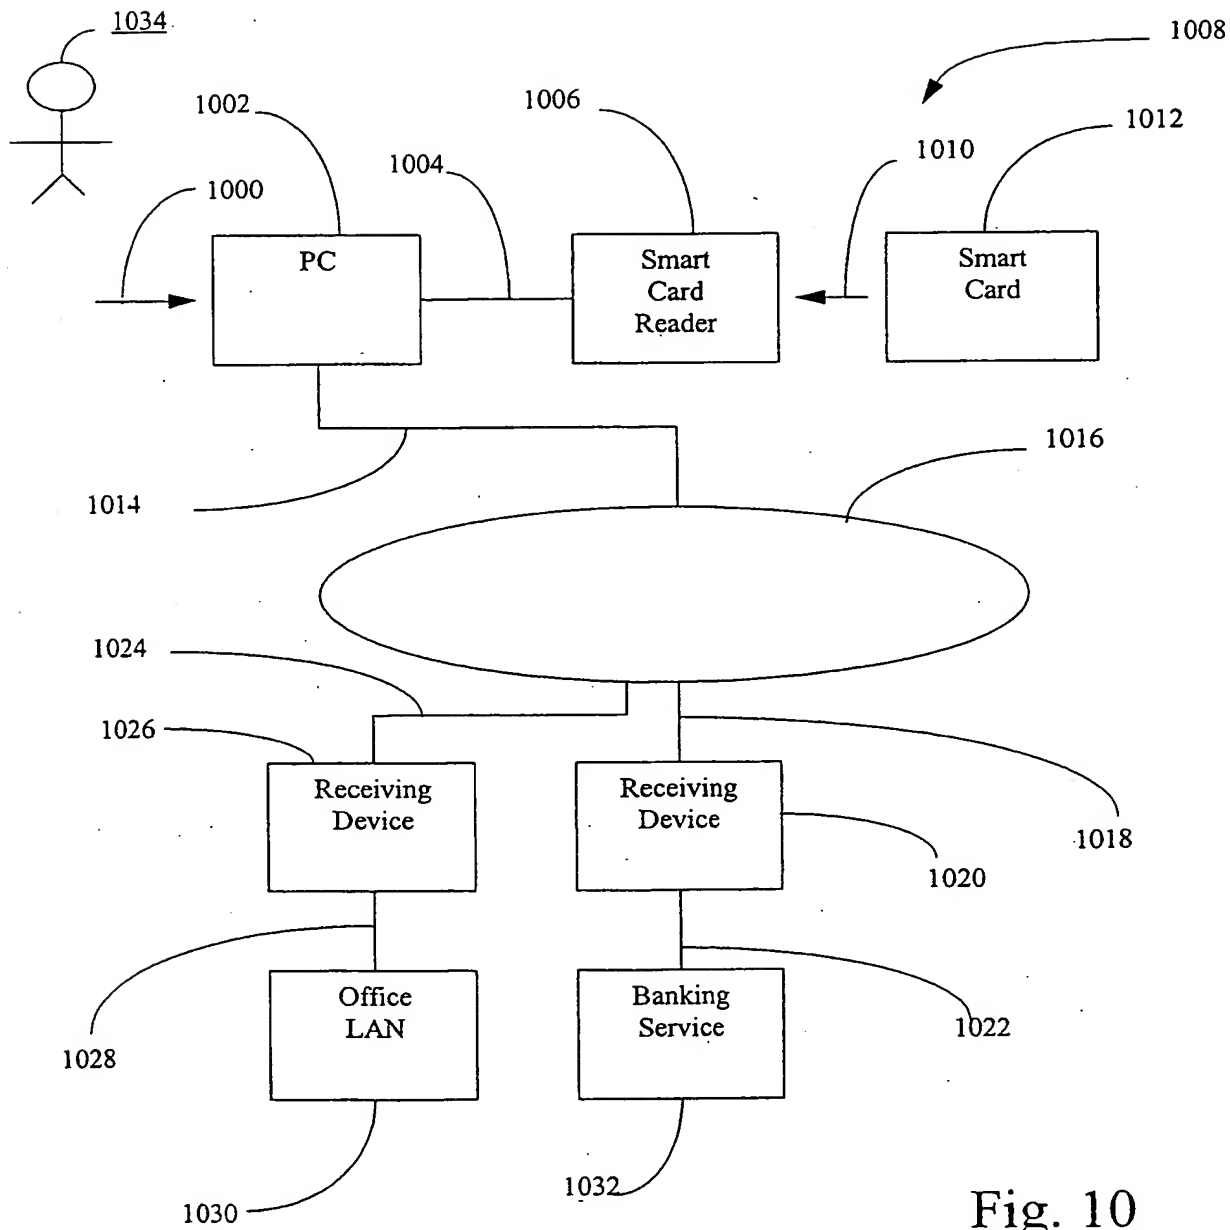 1034
1008
1002
1006
1012
1004
1010
1000
PC
Smart
Card
Reader
Smart
Card
1016
1014
1024
1026
Receiving
Device
Receiving
Device
1018
1020
Office
LAN
Banking
Service
1028
1022
1032
1030
Fig. 10